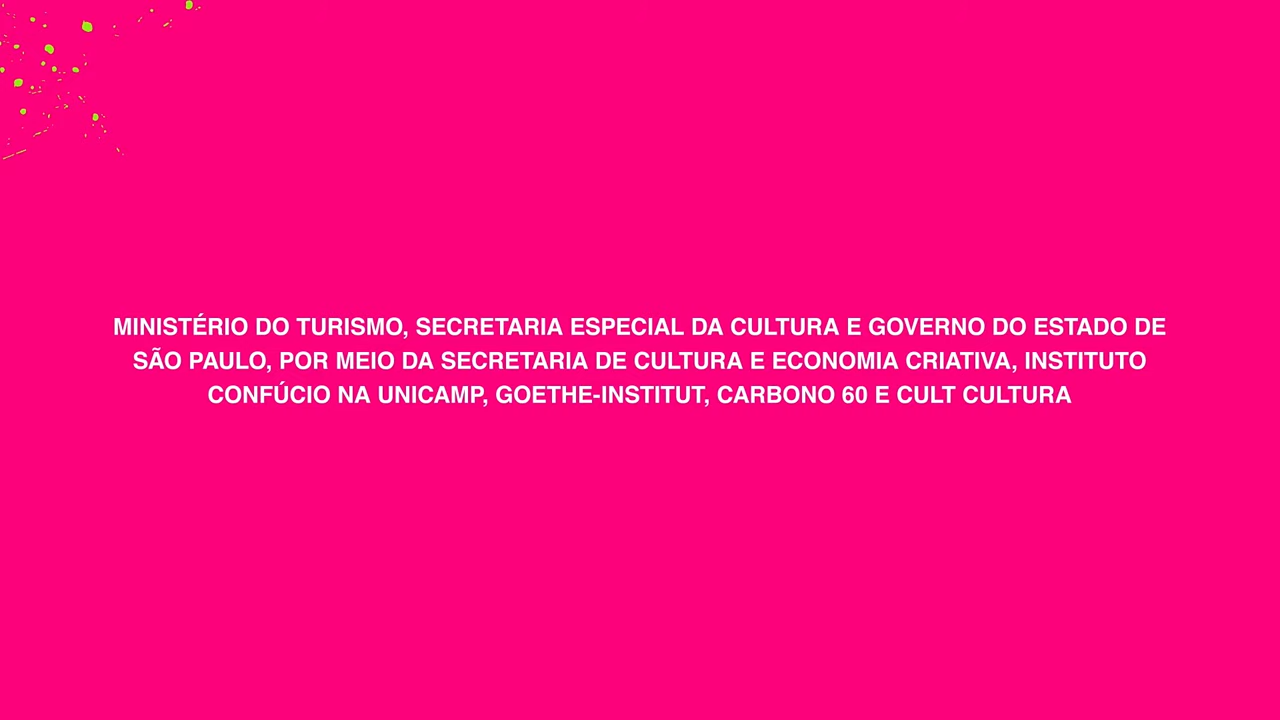 MINISTÉRIO DO TURISMO, SECRETARIA ESPECIAL DA CULTURA E GOVERNO DO ESTADO DE
SÃO PAULO, POR MEIO DA SECRETARIA DE CULTURA E ECONOMIA CRIATIVA, INSTITUTO
CONFÚCIO NA UNICAMP, GOETHE-INSTITUT, CARBONO 60 E CULT CULTURA